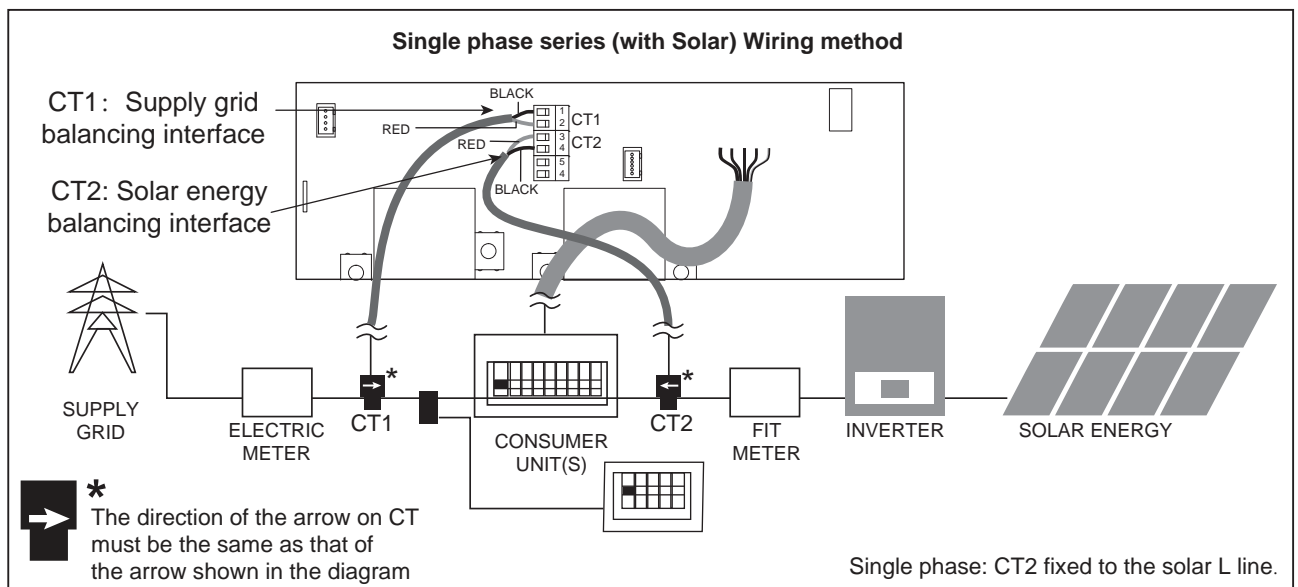 Single phase series (with Solar) Wiring method
CT1: Supply grid
balancing interface
BLACK
RED
1
2
CT1
RED
3
4
CT2
5
4
BLACK
CT2: Solar energy
balancing interface
SUPPLY
GRID
ELECTRIC
METER
*
CT1
CONSUMER
UNIT(S)
*
CT2
FIT
METER
INVERTER
SOLAR ENERGY
*
The direction of the arrow on CT
must be the same as that of
the arrow shown in the diagram
Single phase: CT2 fixed to the solar L line.